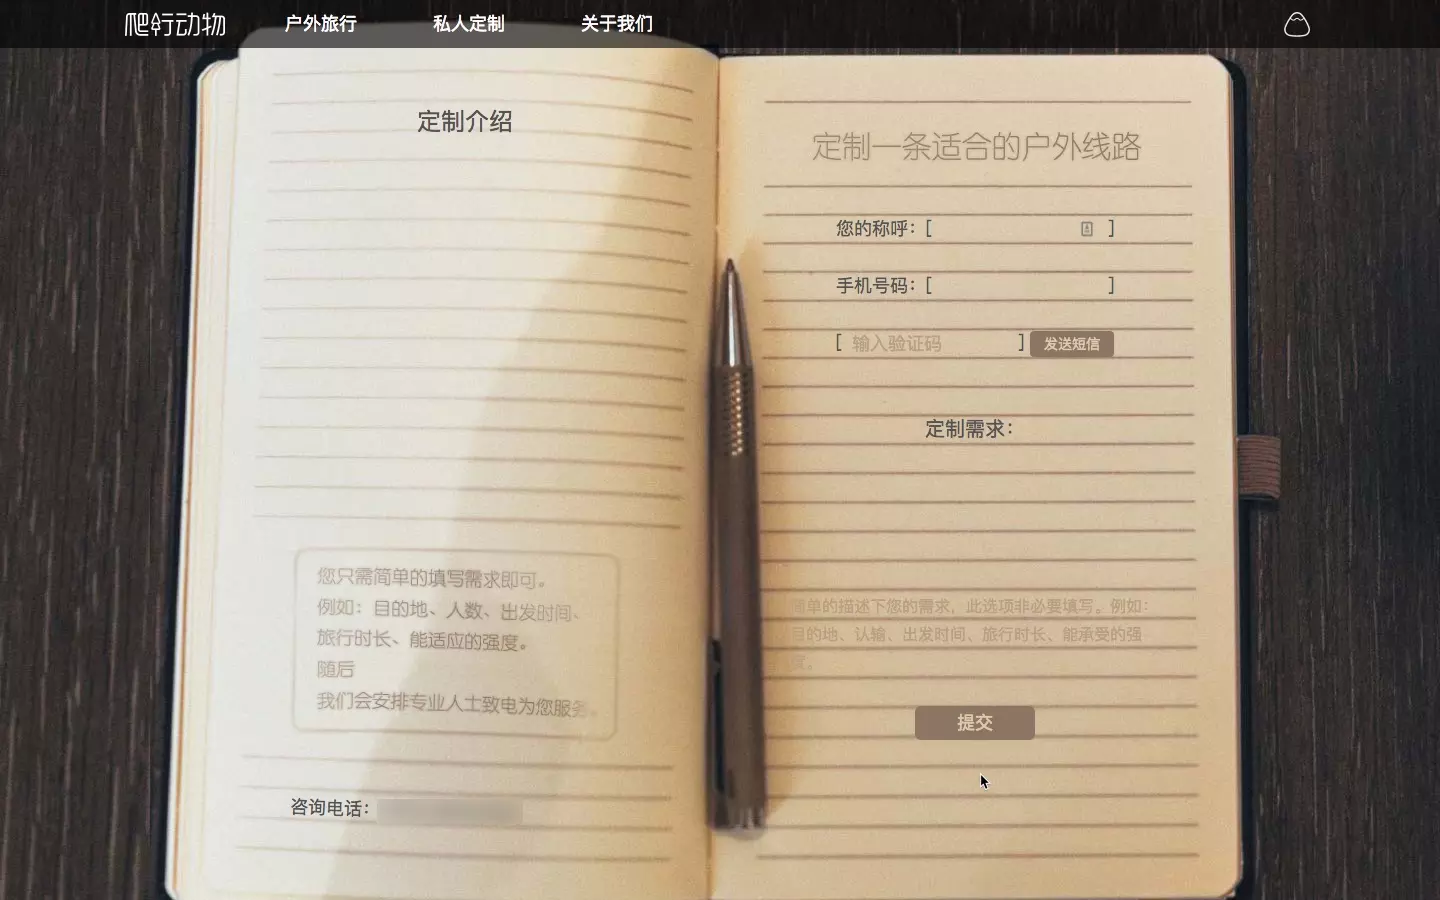 爬行动物
户外旅行
私人定制
关于我们
定制介绍
您只需简单的填写需求即可。
例如：目的地、人数、出发时间、
旅行时长、能适应的强度。
随后
我们会安排专业人士致电为您服务。
咨询电话：
定制一条适合的户外线路
您的称呼：[ ]
手机号码：[ ]
[ 输入验证码 ] 发送短信
定制需求：
简单的描述下您的需求，此选项非必要填写。例如：
目的地、认输、出发时间、旅行时长、能承受的强
度。
提交